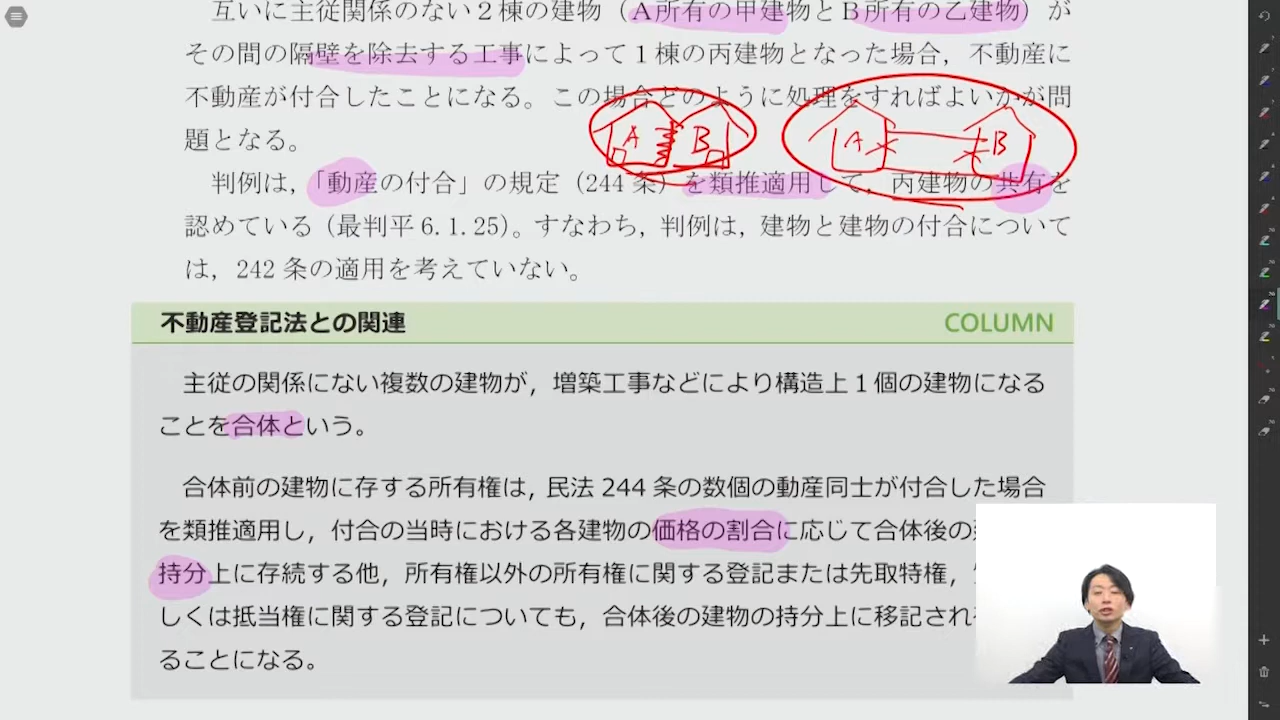 互いに主従関係のない2棟の建物(A所有の甲建物とB所有の乙建物)が
その間の隔壁を除去する工事によって1棟の丙建物となった場合,不動産に
不動産が付合したことになる。この場合どのように処理をすればよいかが問
題となる。
A B A B
判例は,「動産の付合」の規定(244条)を類推適用して,丙建物の共有を
認めている(最判平6.1.25)。すなわち,判例は,建物と建物の付合について
は,242条の適用を考えていない。
不動産登記法との関連 COLUMN
主従の関係にない複数の建物が,増築工事などにより構造上1個の建物になる
ことを合体という。
合体前の建物に存する所有権は,民法244条の数個の動産同士が付合した場合
を類推適用し,付合の当時における各建物の価格の割合に応じて合体後の
持分上に存続する他,所有権以外の所有権に関する登記または先取特権,
しくは抵当権に関する登記についても,合体後の建物の持分上に移記され
ることになる。